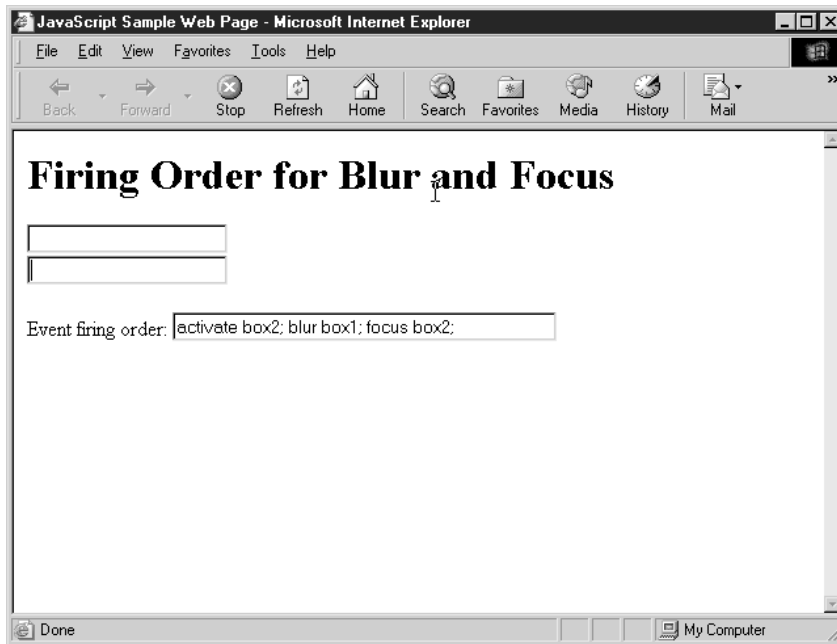 JavaScript Sample Web Page - Microsoft Internet Explorer
File Edit View Favorites Tools Help
Back Forward Stop Refresh Home Search Favorites Media History Mail
Firing Order for Blur and Focus
Event firing order: activate box2; blur box1; focus box2;
Done My Computer